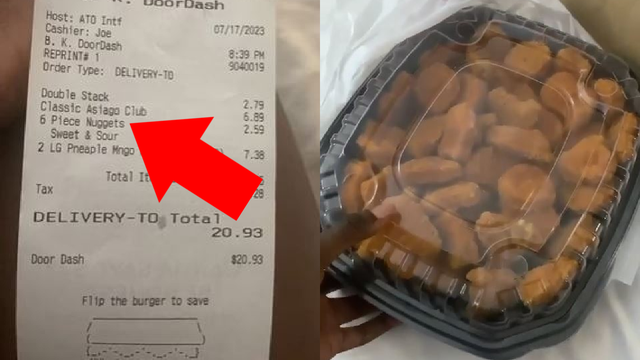 B. K. DoorDash
Host: ATO Intf
Cashier: Joe 07/17/2023
B. K. DoorDash
REPRINT# 1 8:39 PM
Order Type: DELIVERY-TO 9040019
Double Stack 2.79
Classic Asiago Club 6.89
6 Piece Nuggets 2.59
Sweet & Sour
2 LG Pneaple Mngo 7.38
Total
Tax
DELIVERY-TO Total
20.93
Door Dash $20.93
Flip the burger to save